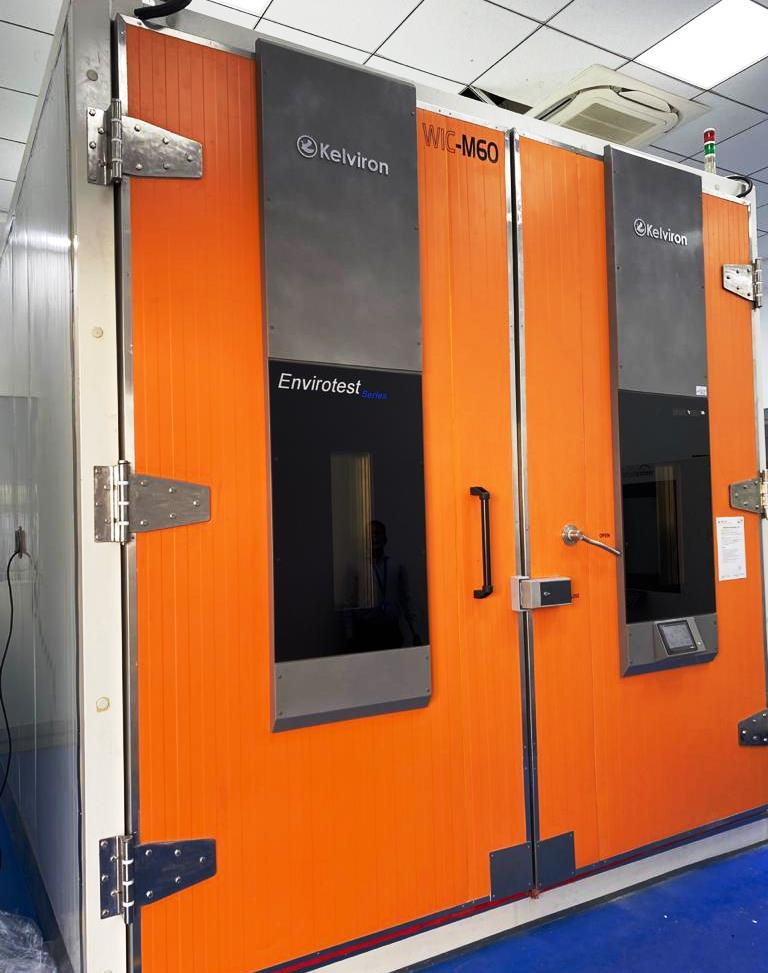 Kelviron
WIC-M60
Kelviron
Envirotest Series
OPEN